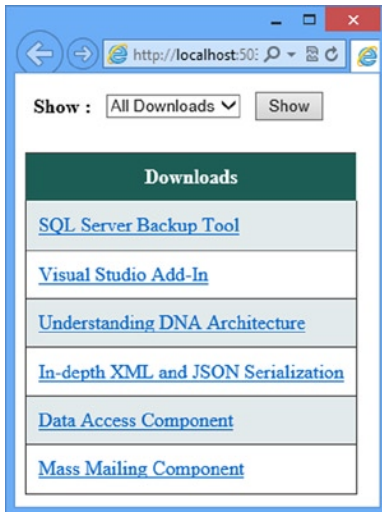 http://localhost:503
Show : All Downloads Show
Downloads
SQL Server Backup Tool
Visual Studio Add-In
Understanding DNA Architecture
In-depth XML and JSON Serialization
Data Access Component
Mass Mailing Component